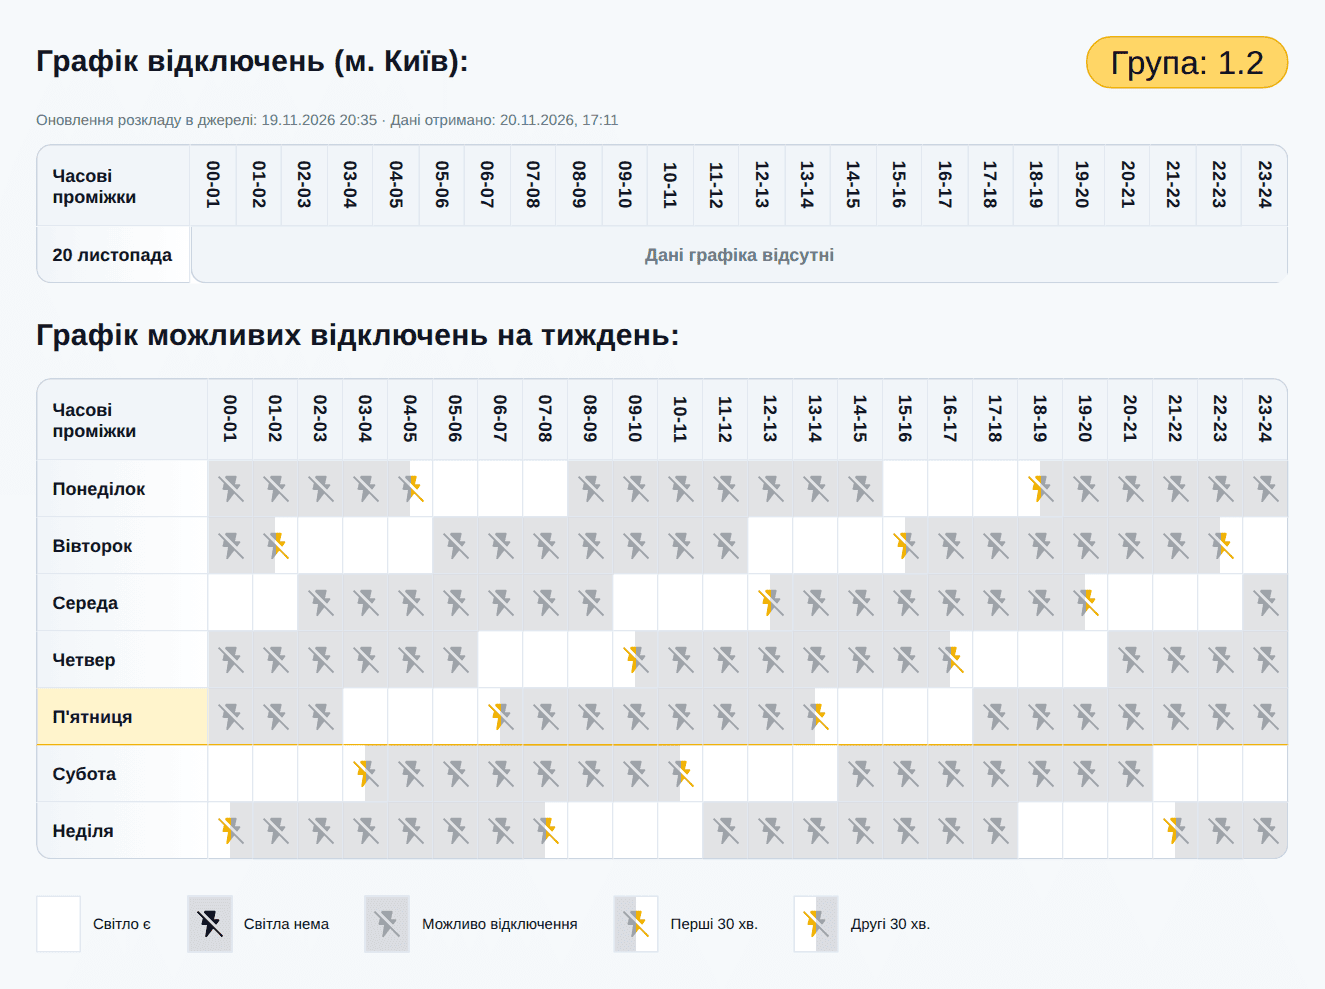 Графік відключень (м. Київ):
Група: 1.2
Оновлення розкладу в джерелі: 19.11.2026 20:35 · Дані отримано: 20.11.2026, 17:11
Часові проміжки 00-01 01-02 02-03 03-04 04-05 05-06 06-07 07-08 08-09 09-10 10-11 11-12 12-13 13-14 14-15 15-16 16-17 17-18 18-19 19-20 20-21 21-22 22-23 23-24
20 листопада Дані графіка відсутні
Графік можливих відключень на тиждень:
Часові проміжки 00-01 01-02 02-03 03-04 04-05 05-06 06-07 07-08 08-09 09-10 10-11 11-12 12-13 13-14 14-15 15-16 16-17 17-18 18-19 19-20 20-21 21-22 22-23 23-24
Понеділок
Вівторок
Середа
Четвер
П'ятниця
Субота
Неділя
Світло є Світла нема Можливо відключення Перші 30 хв. Другі 30 хв.